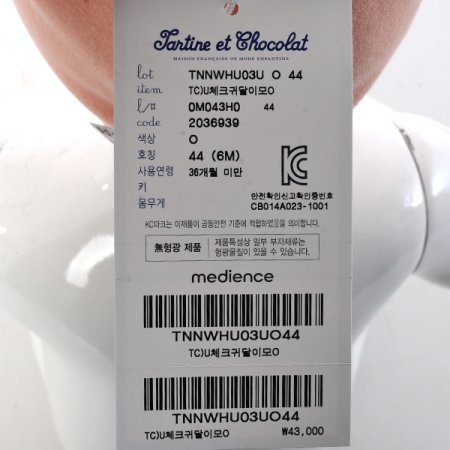 Tartine et Chocolat
MAISON FRANÇAISE DE MODE ENFANTINE
lot TNNWHU03U O 44
item TC)U체크귀달이모O
l/# 0M043H0 44
code 2036939
색상 O
호칭 44 (6M)
사용연령 36개월 미만
키
몸무게
안전확인신고확인증번호
CB014A023-1001
KC마크는 이제품이 공통안전 기준에 적합하였음을 의미합니다.
無형광 제품
제품특성상 일부 부자재류는
형광물질이 있을 수 있습니다.
medience
TNNWHU03UO44
TC)U체크귀달이모O
TNNWHU03UO44
TC)U체크귀달이모O ₩43,000